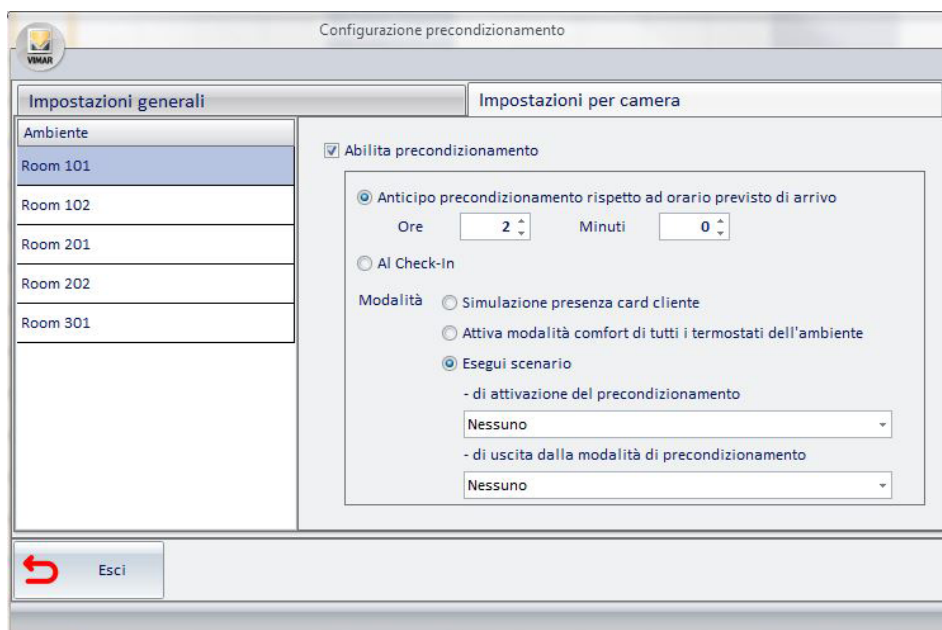 Configurazione precondizionamento
VIMAR
Impostazioni generali
Impostazioni per camera
Ambiente
Room 101
Room 102
Room 201
Room 202
Room 301
Abilita precondizionamento
Anticipo precondizionamento rispetto ad orario previsto di arrivo
Ore 2 Minuti 0
Al Check-In
Modalità Simulazione presenza card cliente
Attiva modalità comfort di tutti i termostati dell'ambiente
Esegui scenario
- di attivazione del precondizionamento
Nessuno
- di uscita dalla modalità di precondizionamento
Nessuno
Esci